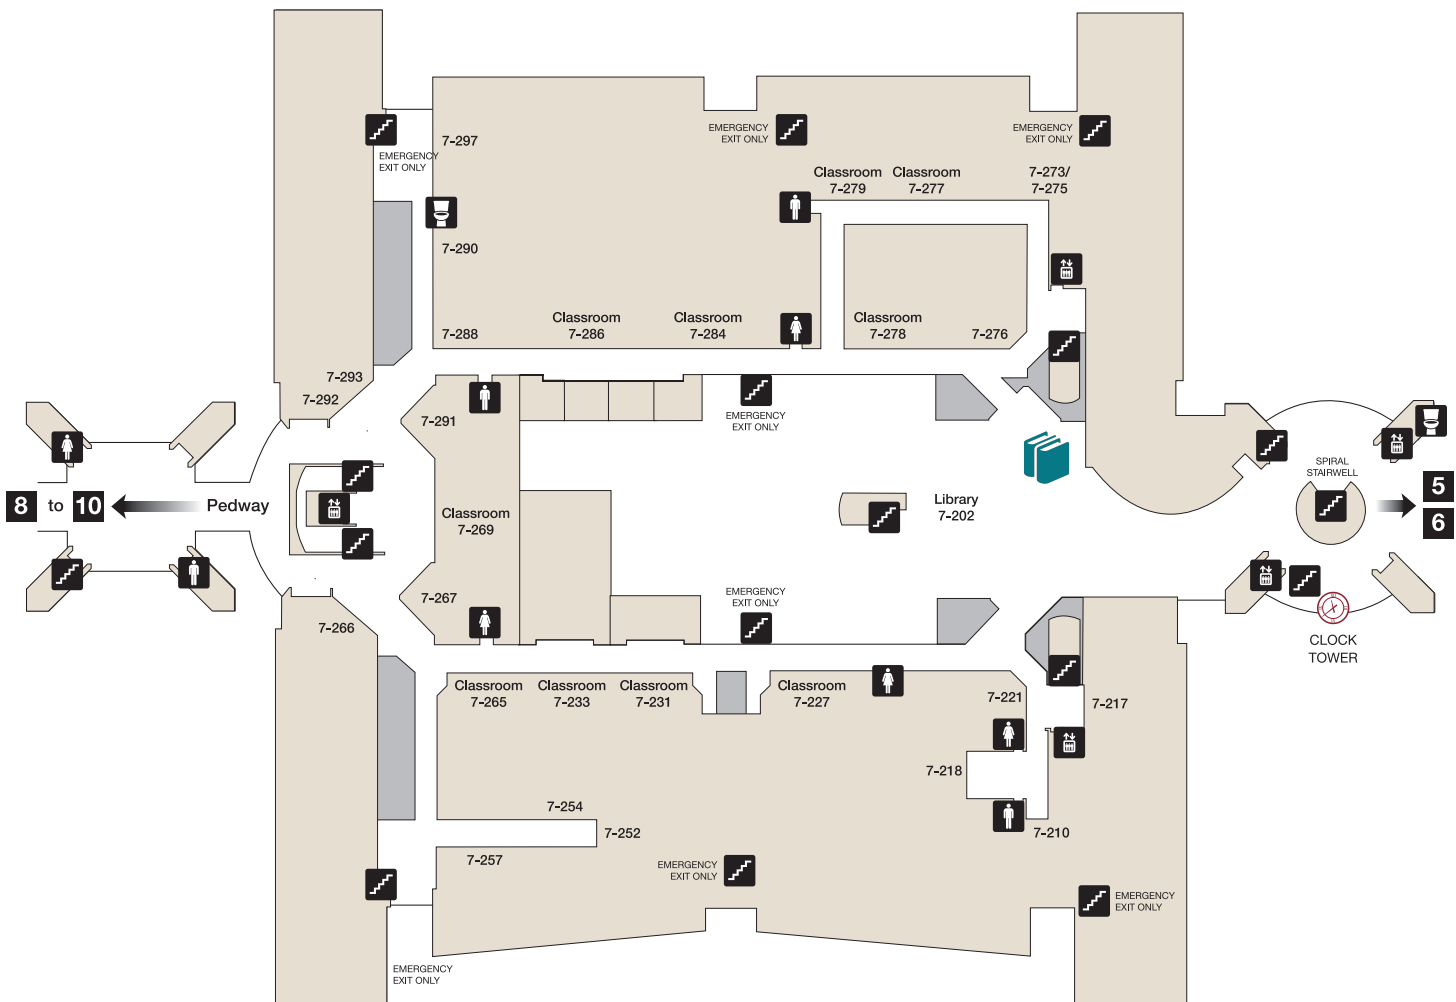 7-297
EMERGENCY
EXIT ONLY
EMERGENCY
EXIT ONLY
EMERGENCY
EXIT ONLY
Classroom
7-279
Classroom
7-277
7-273/
7-275
7-290
7-288
Classroom
7-286
Classroom
7-284
Classroom
7-278
7-276
7-293
7-292
7-291
EMERGENCY
EXIT ONLY
SPIRAL
STAIRWELL
8 to 10
Pedway
Classroom
7-269
Library
7-202
5
6
7-267
EMERGENCY
EXIT ONLY
7-266
CLOCK
TOWER
Classroom
7-265
Classroom
7-233
Classroom
7-231
Classroom
7-227
7-221
7-217
7-218
7-254
7-252
7-210
7-257
EMERGENCY
EXIT ONLY
EMERGENCY
EXIT ONLY
EMERGENCY
EXIT ONLY